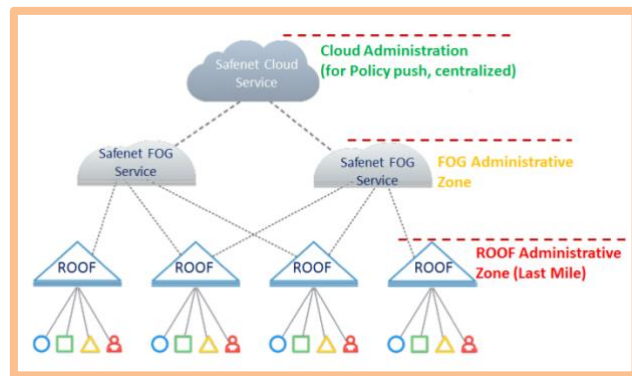 Safenet Cloud
Service
Cloud Administration
(for Policy push, centralized)
Safenet FOG
Service
Safenet FOG
Service
FOG Administrative
Zone
ROOF
ROOF
ROOF
ROOF
ROOF Administrative
Zone (Last Mile)